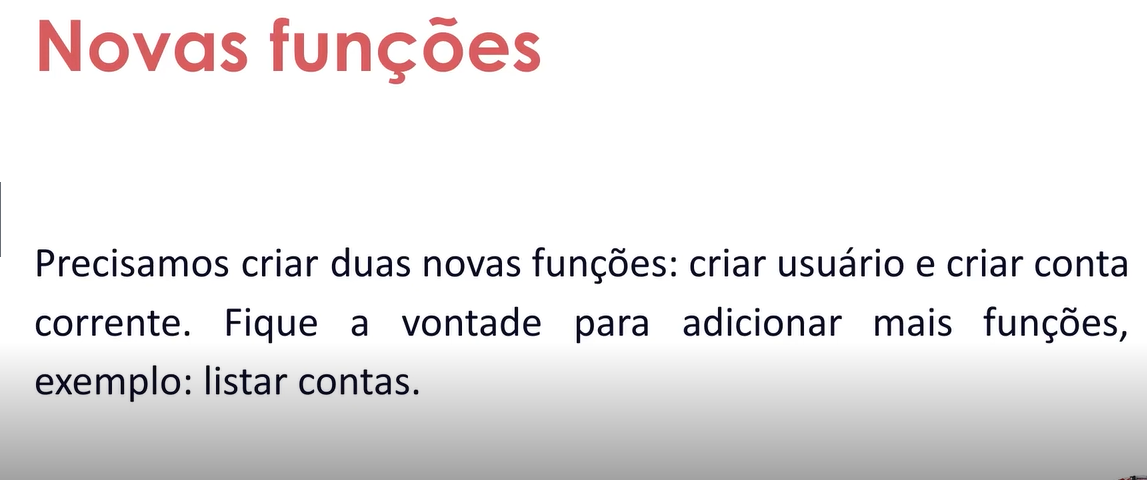 Novas funções
Precisamos criar duas novas funções: criar usuário e criar conta
corrente. Fique a vontade para adicionar mais funções,
exemplo: listar contas.